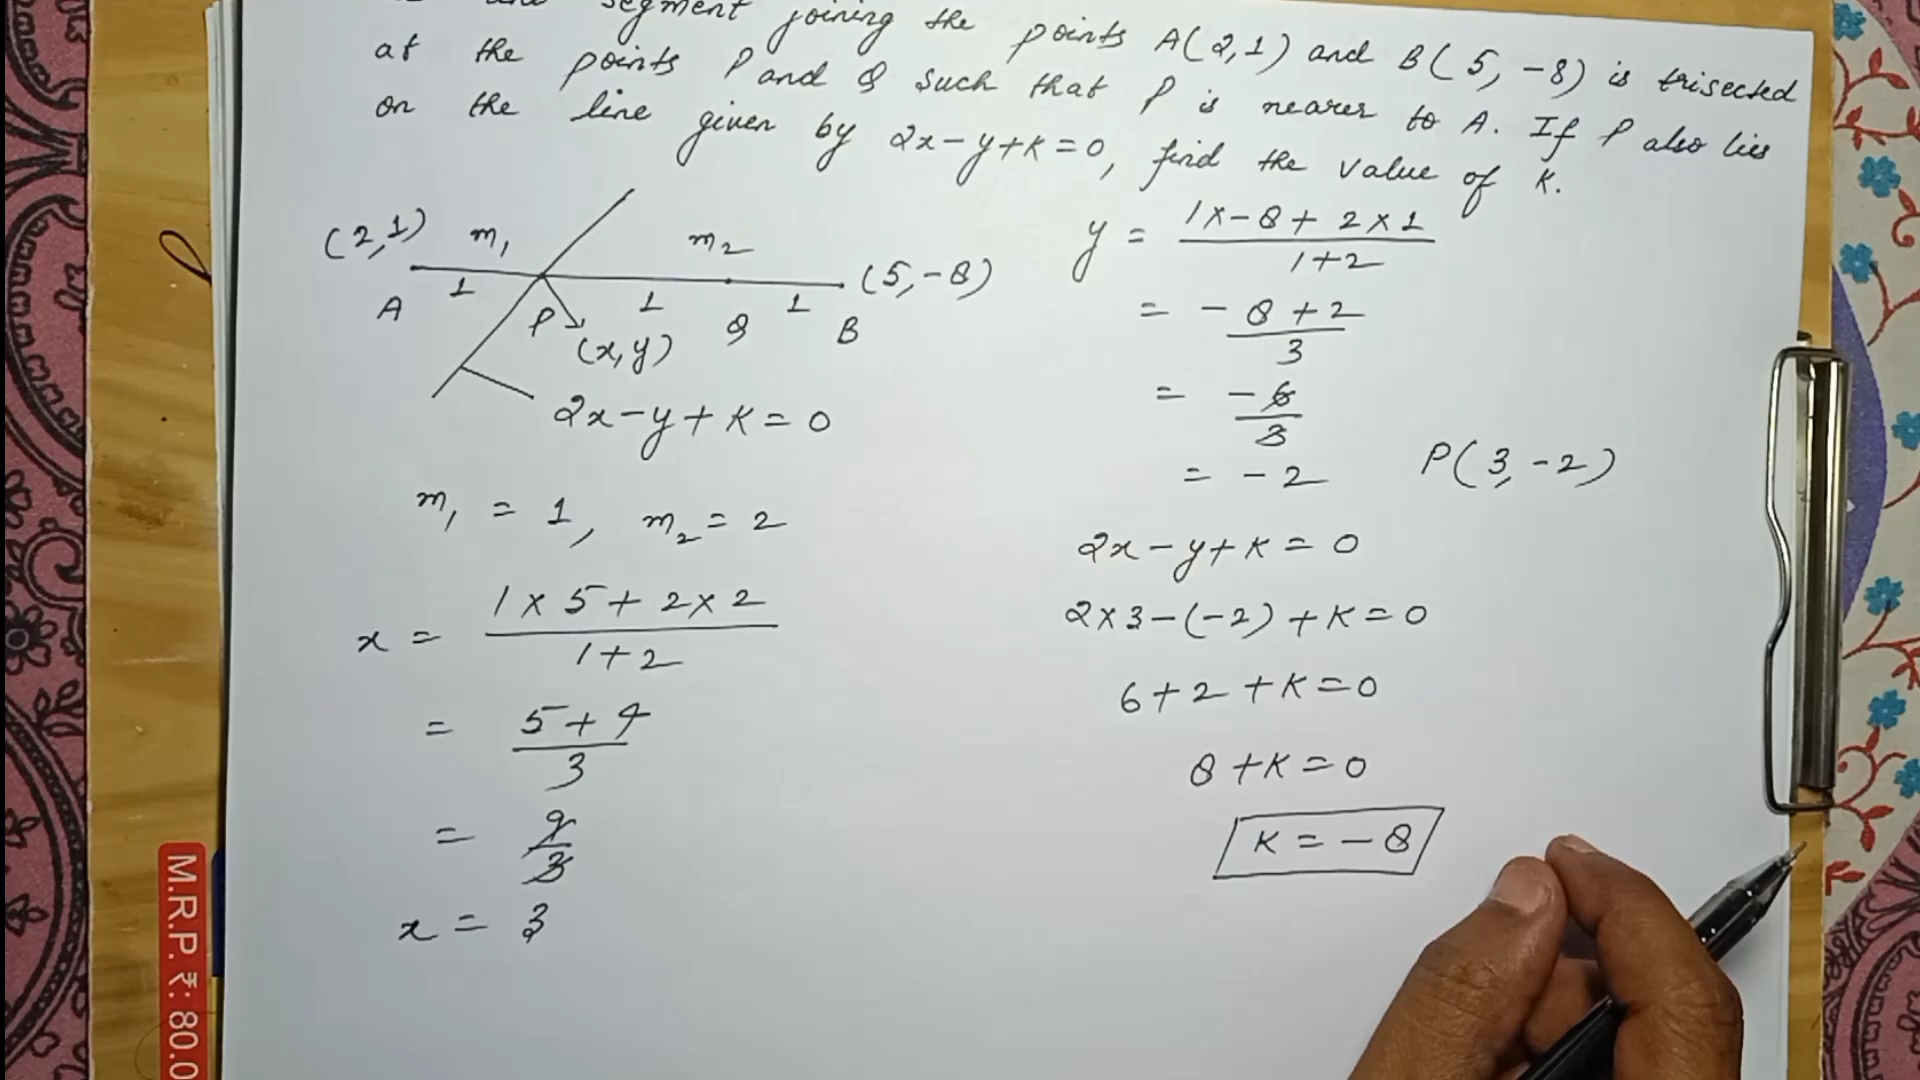 segment joining the points A(2,1) and B(5,-8) is trisected
at the points P and Q such that P is nearer to A. If P also lies
on the line given by 2x-y+k=0, find the value of k.
(2,1) m₁ m₂ (5,-8)
1 1 1
A P Q B
(x,y)
2x-y+k=0
m₁ = 1, m₂ = 2
x = (1×5+2×2)/(1+2)
= (5+4)/3
= 9/3
x = 3
y = (1×-8+2×1)/(1+2)
= (-8+2)/3
= -6/3
= -2
P(3,-2)
2x-y+k=0
2×3-(-2)+k=0
6+2+k=0
8+k=0
k=-8
M.R.P. ₹: 80.0